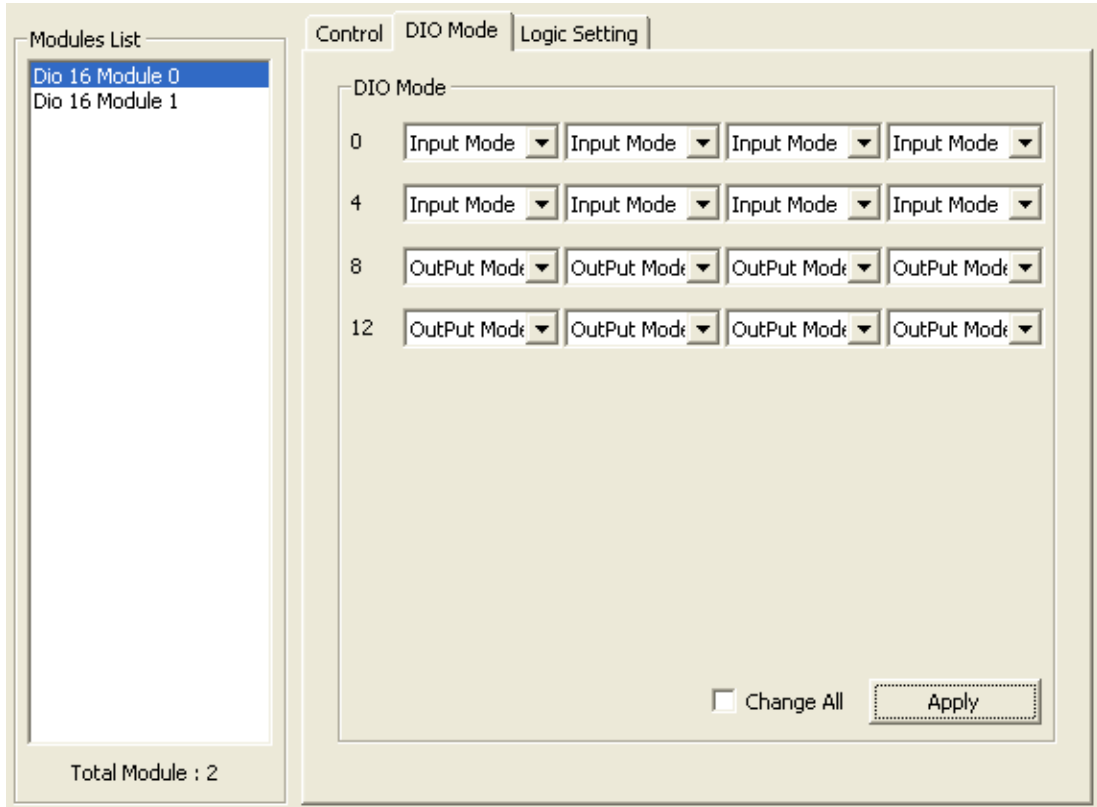 Modules List
Dio 16 Module 0
Dio 16 Module 1
Total Module : 2
Control DIO Mode Logic Setting
DIO Mode
0 Input Mode Input Mode Input Mode Input Mode
4 Input Mode Input Mode Input Mode Input Mode
8 OutPut Mode OutPut Mode OutPut Mode OutPut Mode
12 OutPut Mode OutPut Mode OutPut Mode OutPut Mode
Change All Apply